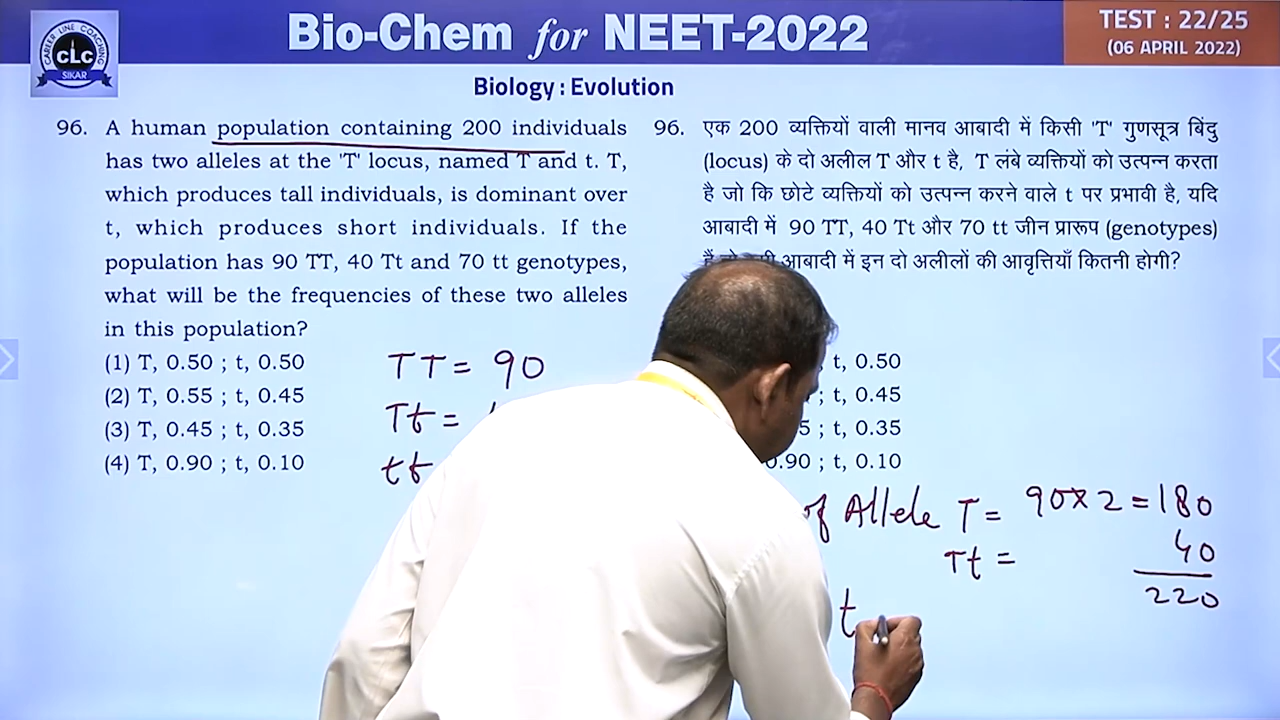 Bio-Chem for NEET-2022
TEST : 22/25
(06 APRIL 2022)
CAREER LINE COACHING
CLC
SIKAR
Biology : Evolution
96. A human population containing 200 individuals
has two alleles at the 'T' locus, named T and t. T,
which produces tall individuals, is dominant over
t, which produces short individuals. If the
population has 90 TT, 40 Tt and 70 tt genotypes,
what will be the frequencies of these two alleles
in this population?
(1) T, 0.50 ; t, 0.50
(2) T, 0.55 ; t, 0.45
(3) T, 0.45 ; t, 0.35
(4) T, 0.90 ; t, 0.10
TT = 90
Tt =
tt
96. एक 200 व्यक्तियों वाली मानव आबादी में किसी 'T' गुणसूत्र बिंदु
(locus) के दो अलील T और t है, T लंबे व्यक्तियों को उत्पन्न करता
है जो कि छोटे व्यक्तियों को उत्पन्न करने वाले t पर प्रभावी है, यदि
आबादी में 90 TT, 40 Tt और 70 tt जीन प्रारूप (genotypes)
आबादी में इन दो अलीलों की आवृत्तियाँ कितनी होगी?
; t, 0.50
; t, 0.45
5 ; t, 0.35
0.90 ; t, 0.10
of Allele T = 90 x 2 = 180
Tt = 40
220
t